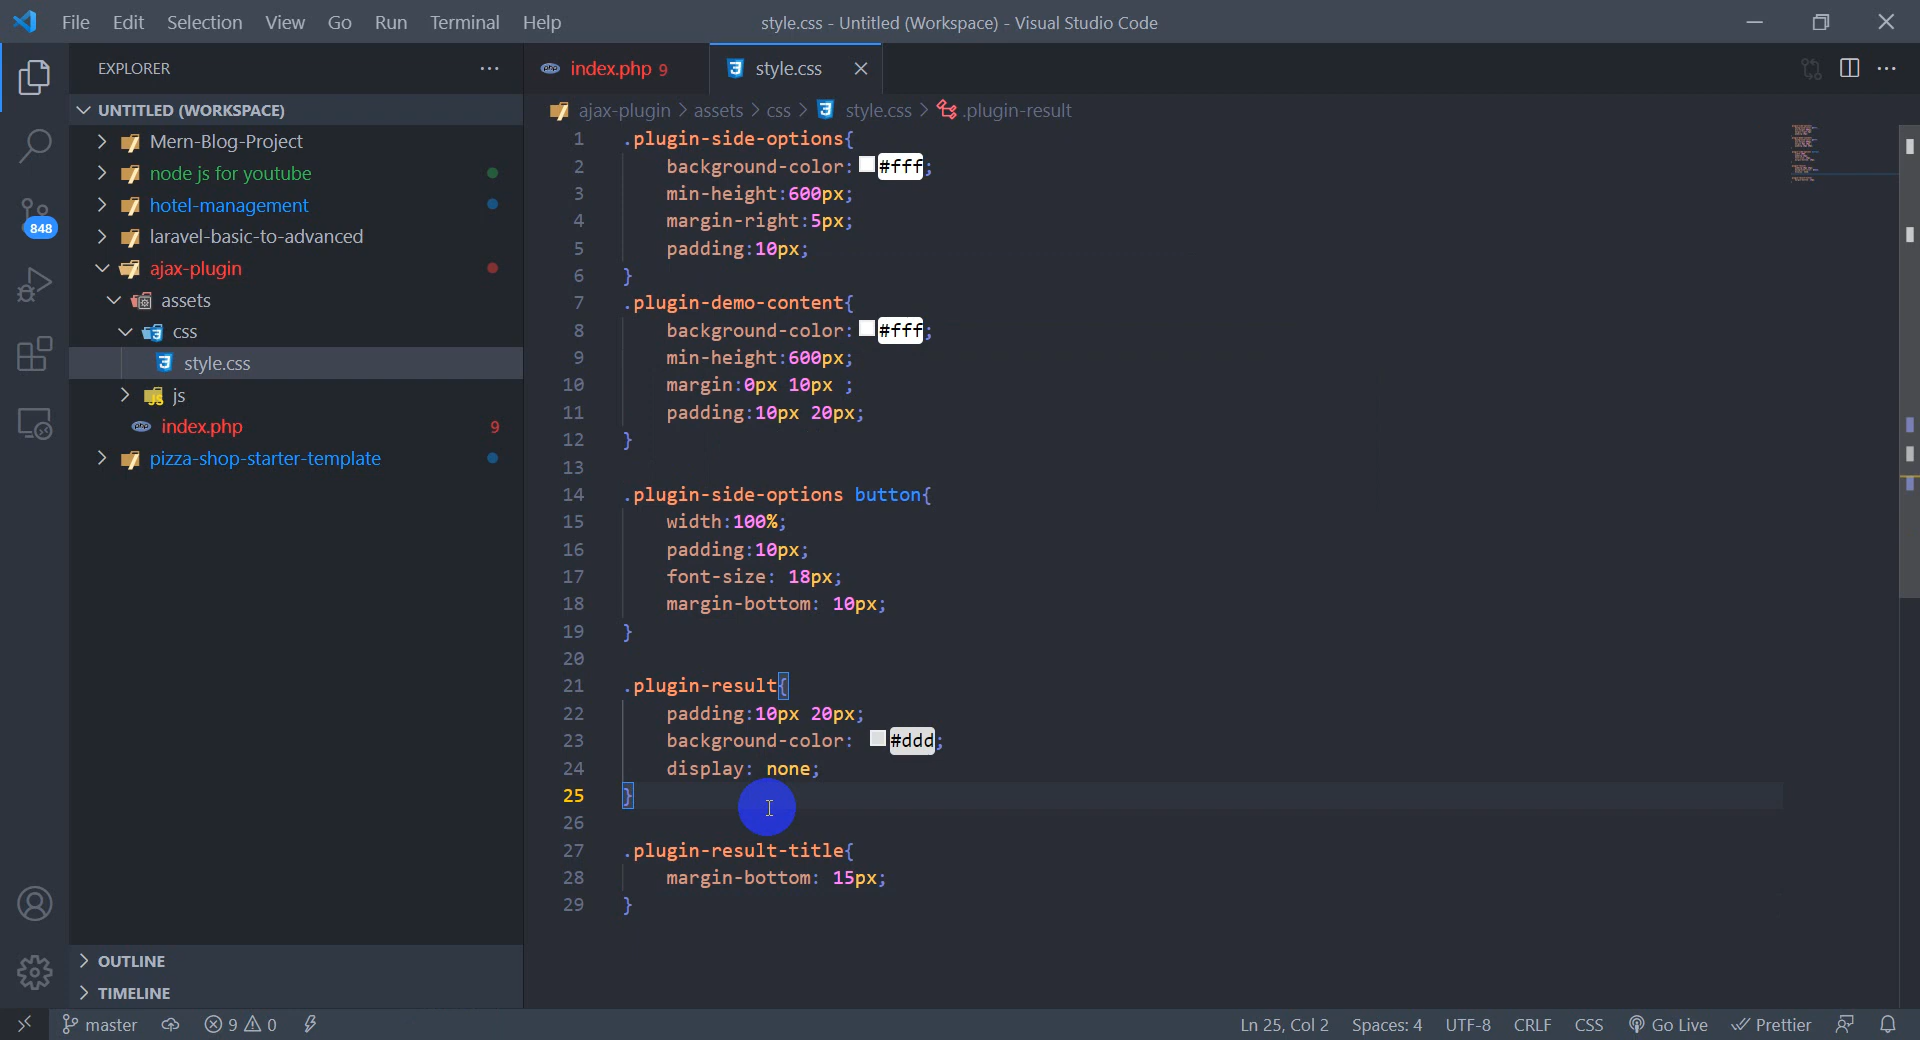 File Edit Selection View Go Run Terminal Help
style.css - Untitled (Workspace) - Visual Studio Code
EXPLORER
UNTITLED (WORKSPACE)
Mern-Blog-Project
node js for youtube
hotel-management
laravel-basic-to-advanced
ajax-plugin
assets
css
style.css
js
index.php 9
pizza-shop-starter-template
OUTLINE
TIMELINE
848
index.php 9
style.css
ajax-plugin > assets > css > style.css > .plugin-result
1 .plugin-side-options{
2 background-color: #fff;
3 min-height:600px;
4 margin-right:5px;
5 padding:10px;
6 }
7 .plugin-demo-content{
8 background-color: #fff;
9 min-height:600px;
10 margin:0px 10px ;
11 padding:10px 20px;
12 }
13
14 .plugin-side-options button{
15 width:100%;
16 padding:10px;
17 font-size: 18px;
18 margin-bottom: 10px;
19 }
20
21 .plugin-result{
22 padding:10px 20px;
23 background-color: #ddd;
24 display: none;
25 }
26
27 .plugin-result-title{
28 margin-bottom: 15px;
29 }
master 9 0
Ln 25, Col 2 Spaces: 4 UTF-8 CRLF CSS Go Live Prettier